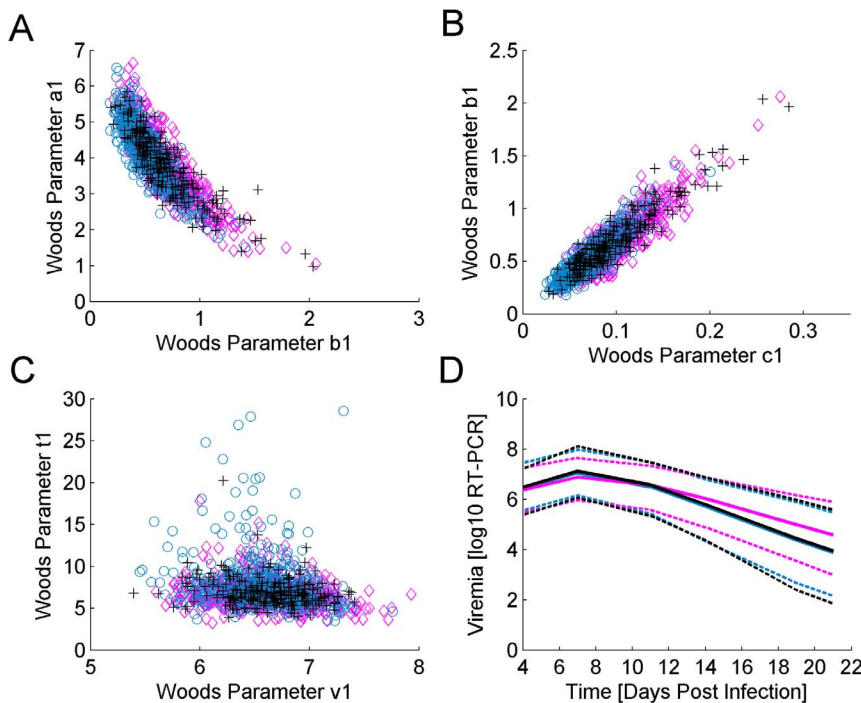 A
7
6
5
4
3
2
1
0
0 1 2 3
Woods Parameter a1
Woods Parameter b1
B
2.5
2
1.5
1
0.5
0
0 0.1 0.2 0.3
Woods Parameter b1
Woods Parameter c1
C
30
25
20
15
10
5
0
5 6 7 8
Woods Parameter t1
Woods Parameter v1
D
10
8
6
4
2
0
4 6 8 10 12 14 16 18 20 22
Viremia [log10 RT-PCR]
Time [Days Post Infection]